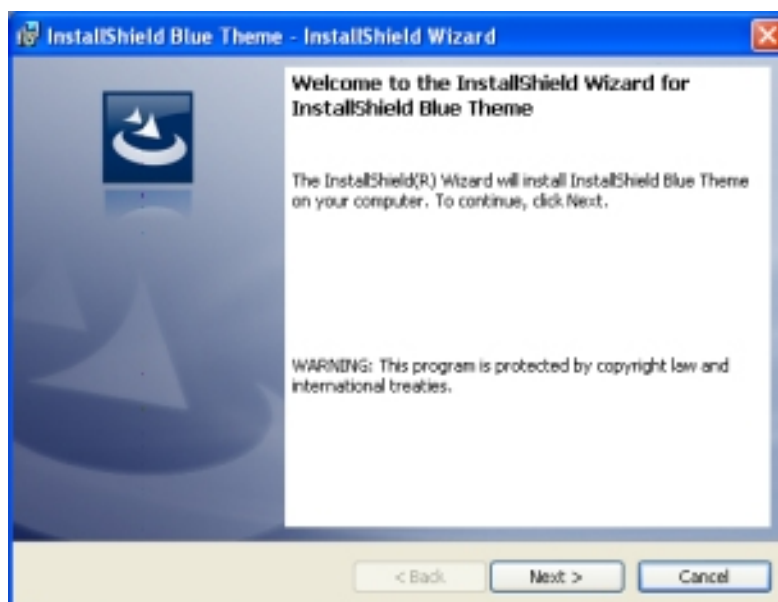 InstallShield Blue Theme - InstallShield Wizard
Welcome to the InstallShield Wizard for
InstallShield Blue Theme
The InstallShield(R) Wizard will install InstallShield Blue Theme
on your computer. To continue, click Next.
WARNING: This program is protected by copyright law and
international treaties.
< Back
Next >
Cancel